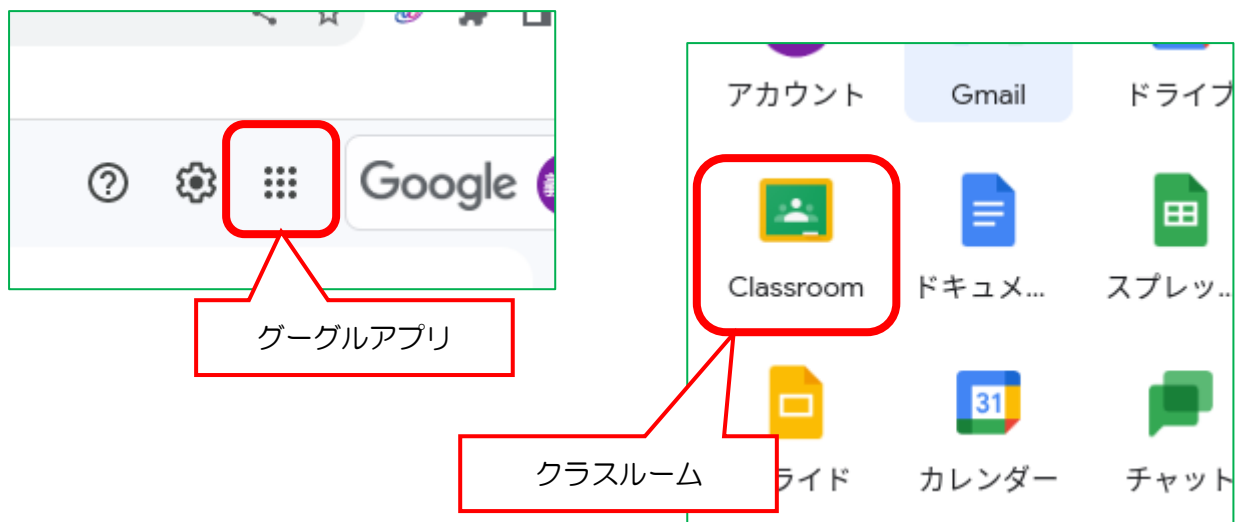 Google
グーグルアプリ
アカウント
Gmail
ドライブ
Classroom
ドキュメ...
スプレッ...
31
クラスルーム
ライド
カレンダー
チャット